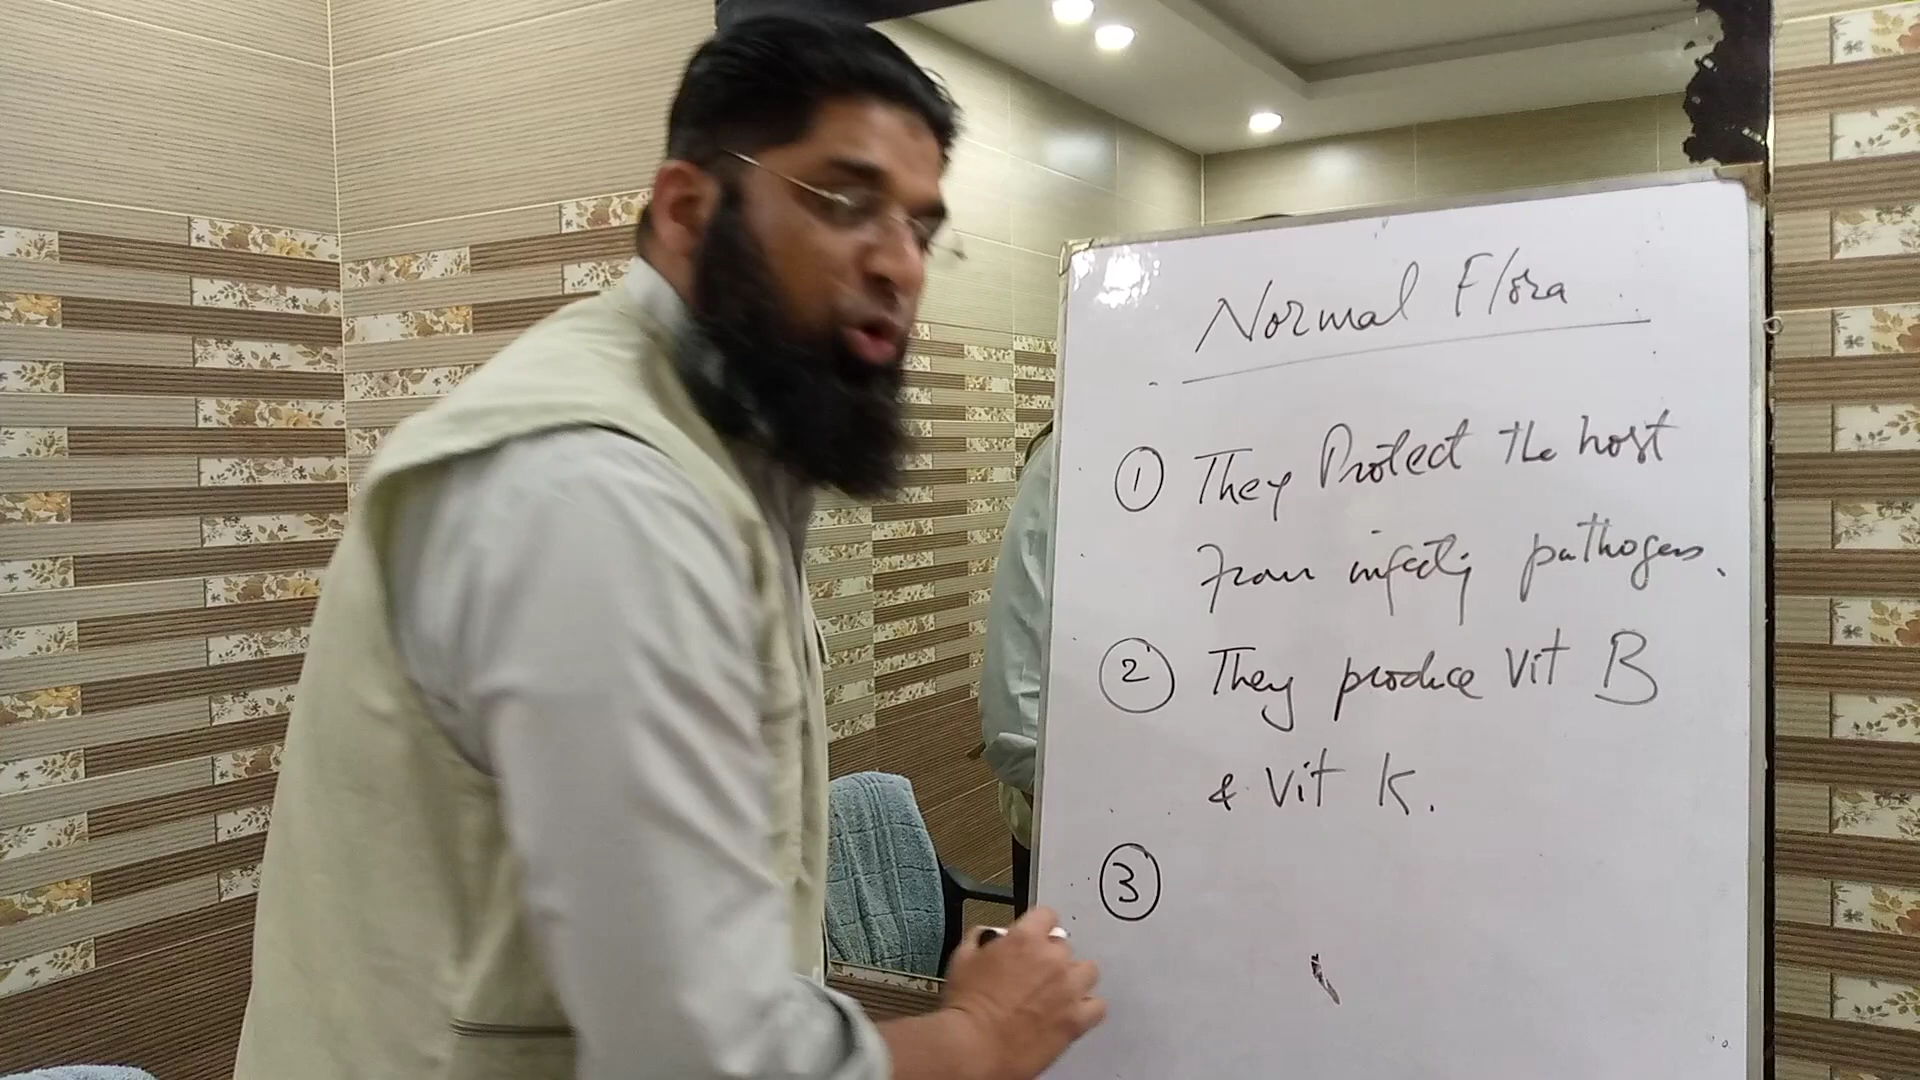 Normal Flora
① They Protect the host
From infecting pathogens.
② They produce Vit B
& Vit K.
③